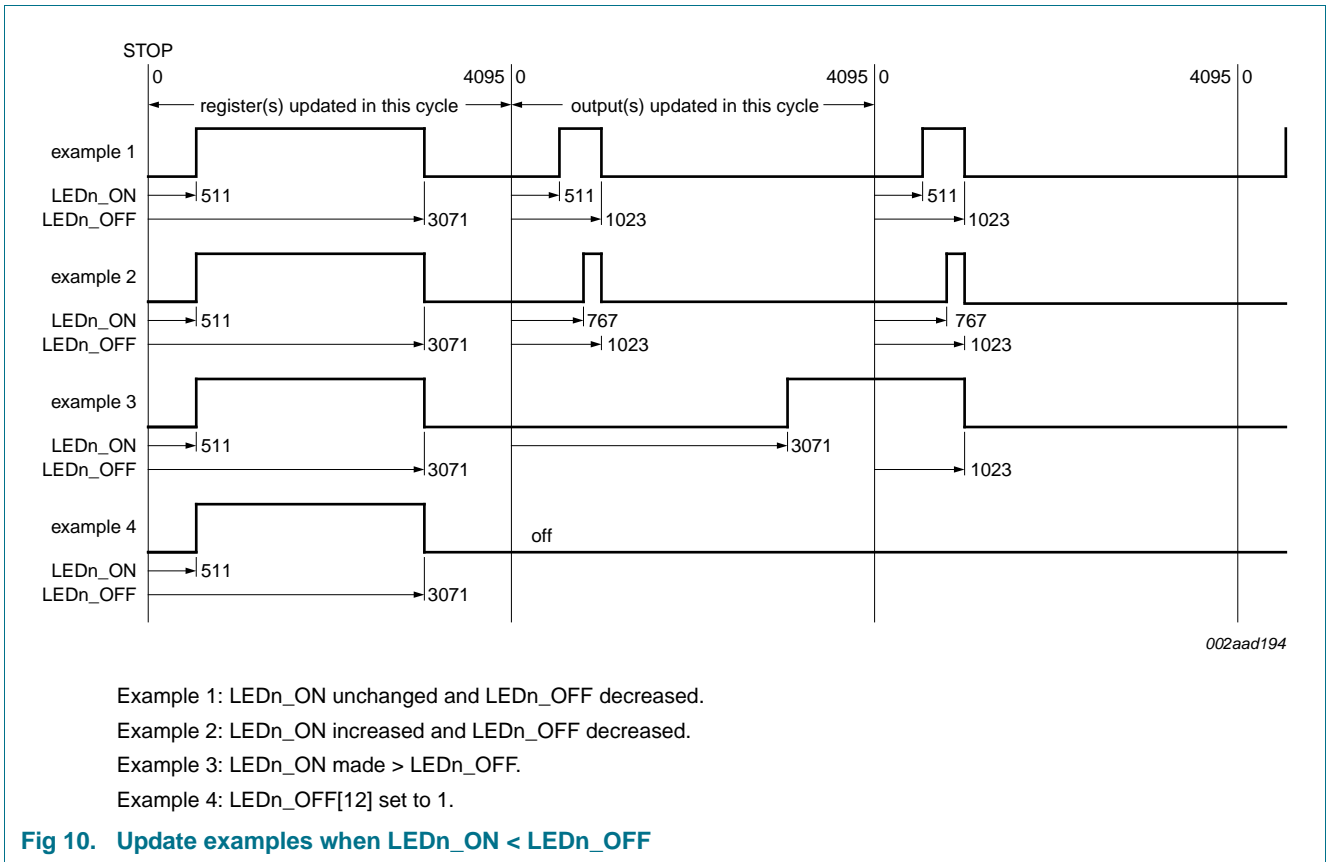 STOP
0 4095 0 4095 0 4095 0
register(s) updated in this cycle output(s) updated in this cycle
example 1
LEDn_ON 511 511 511
LEDn_OFF 3071 1023 1023
example 2
LEDn_ON 511 767 767
LEDn_OFF 3071 1023 1023
example 3
LEDn_ON 511 3071
LEDn_OFF 3071 1023
example 4 off
LEDn_ON 511
LEDn_OFF 3071
002aad194
Example 1: LEDn_ON unchanged and LEDn_OFF decreased.
Example 2: LEDn_ON increased and LEDn_OFF decreased.
Example 3: LEDn_ON made > LEDn_OFF.
Example 4: LEDn_OFF[12] set to 1.
Fig 10. Update examples when LEDn_ON < LEDn_OFF